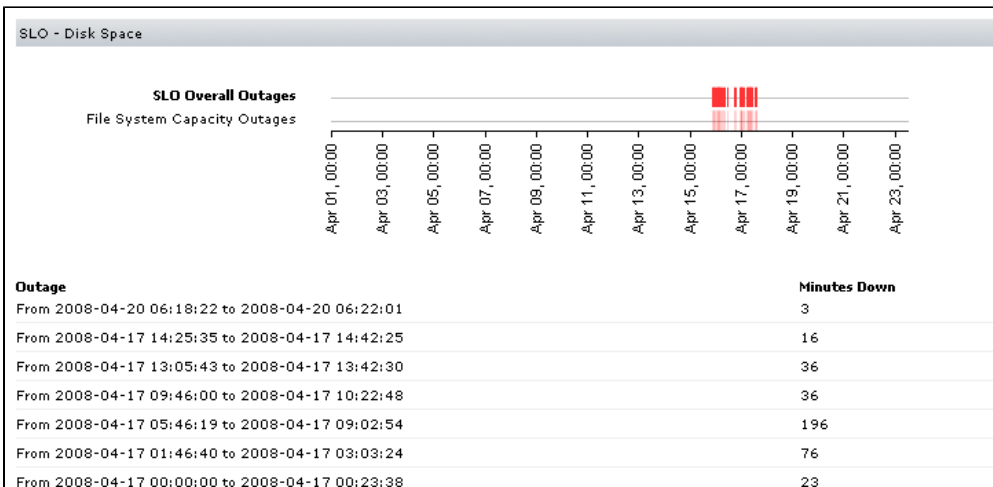 SLO - Disk Space
SLO Overall Outages
File System Capacity Outages
Apr 01, 00:00
Apr 03, 00:00
Apr 05, 00:00
Apr 07, 00:00
Apr 09, 00:00
Apr 11, 00:00
Apr 13, 00:00
Apr 15, 00:00
Apr 17, 00:00
Apr 19, 00:00
Apr 21, 00:00
Apr 23, 00:00
Outage Minutes Down
From 2008-04-20 06:18:22 to 2008-04-20 06:22:01 3
From 2008-04-17 14:25:35 to 2008-04-17 14:42:25 16
From 2008-04-17 13:05:43 to 2008-04-17 13:42:30 36
From 2008-04-17 09:46:00 to 2008-04-17 10:22:48 36
From 2008-04-17 05:46:19 to 2008-04-17 09:02:54 196
From 2008-04-17 01:46:40 to 2008-04-17 03:03:24 76
From 2008-04-17 00:00:00 to 2008-04-17 00:23:38 23